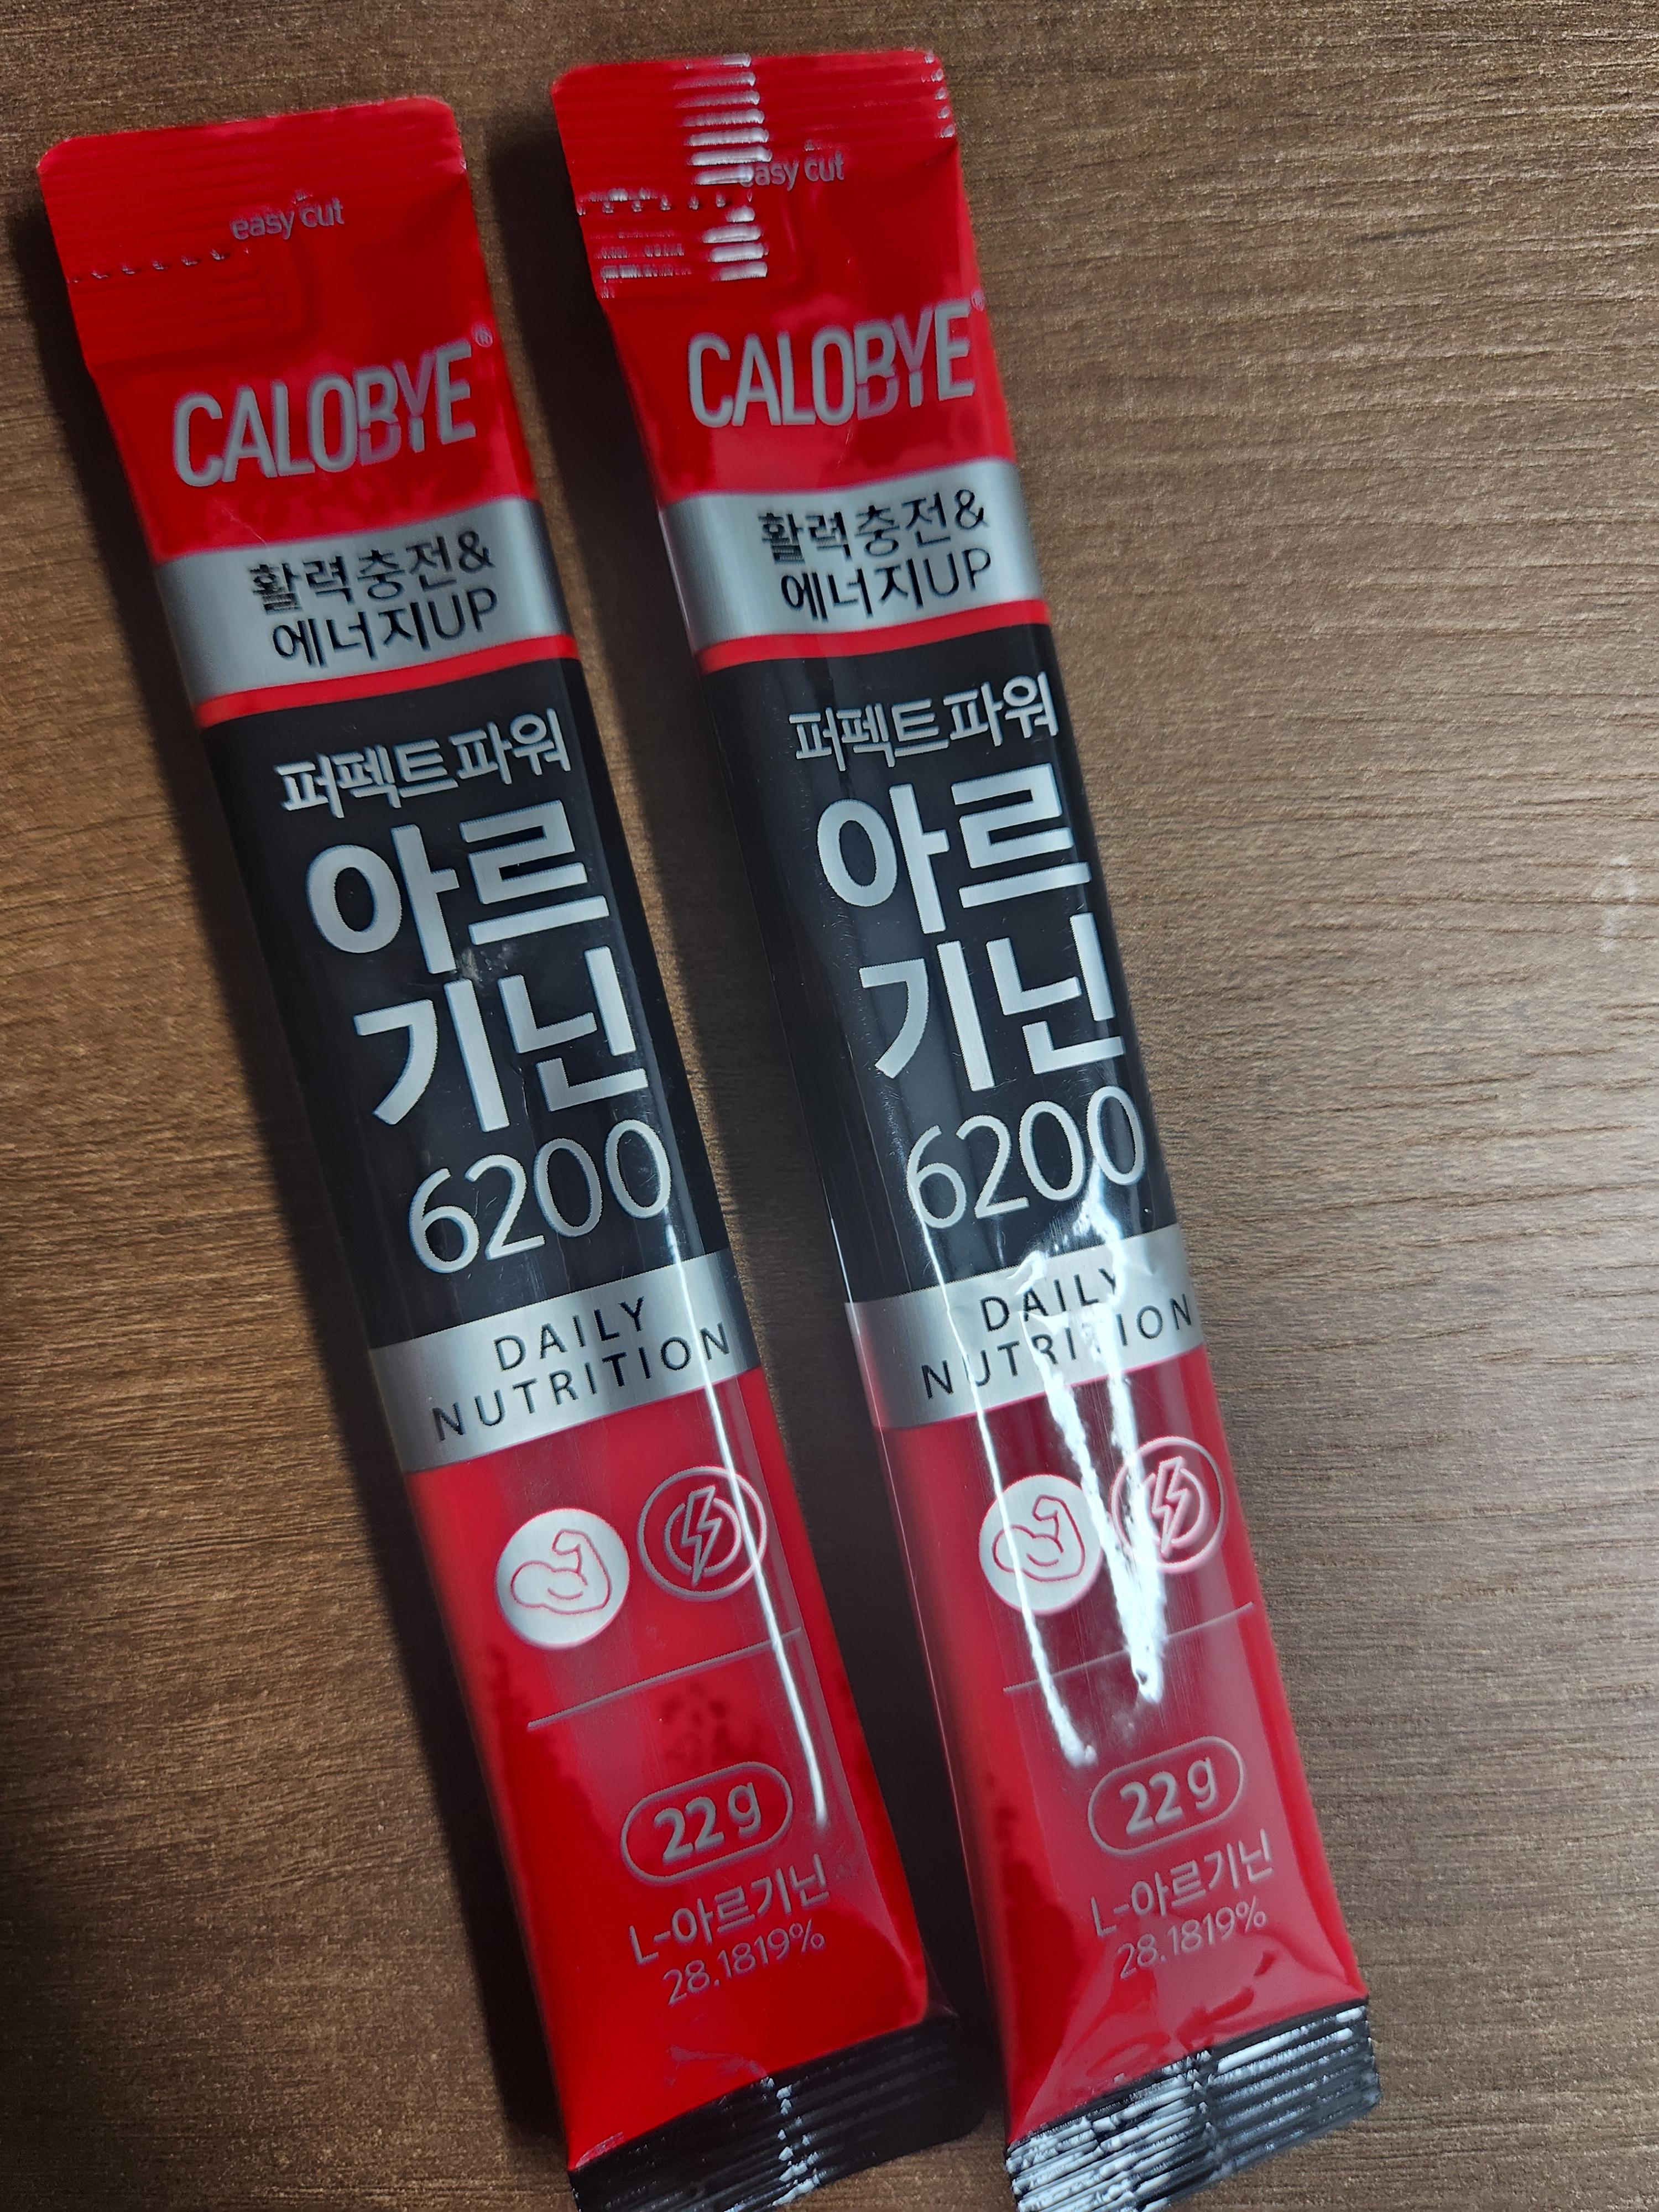 easy cut
CALOBYE®
활력충전&
에너지UP
퍼펙트파워
아르
기닌
6200
DAILY
NUTRITION
22g
L-아르기닌
28.1819%
easy cut
CALOBYE®
활력충전&
에너지UP
퍼펙트파워
아르
기닌
6200
DAILY
NUTRITION
22g
L-아르기닌
28.1819%